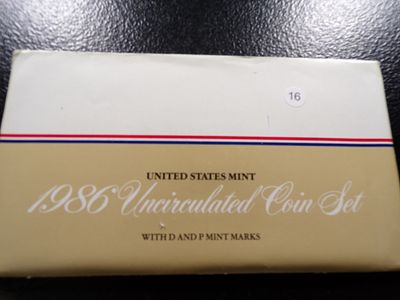 16
UNITED STATES MINT
1986 Uncirculated Coin Set
WITH D AND P MINT MARKS